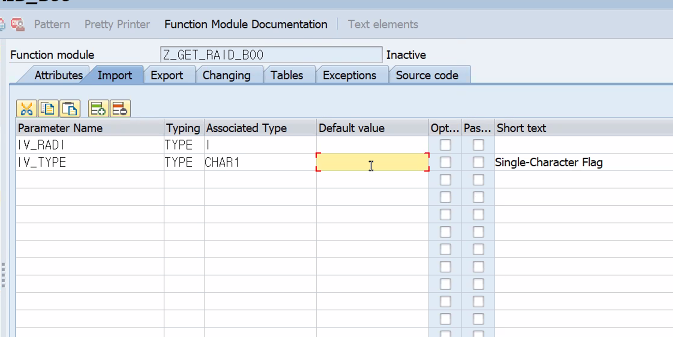 Pattern Pretty Printer Function Module Documentation Text elements
Function module Z_GET_RAID_BOO Inactive
Attributes Import Export Changing Tables Exceptions Source code
Parameter Name Typing Associated Type Default value Opt... Pas... Short text
IV_RADI TYPE I
IV_TYPE TYPE CHAR1 Single-Character Flag